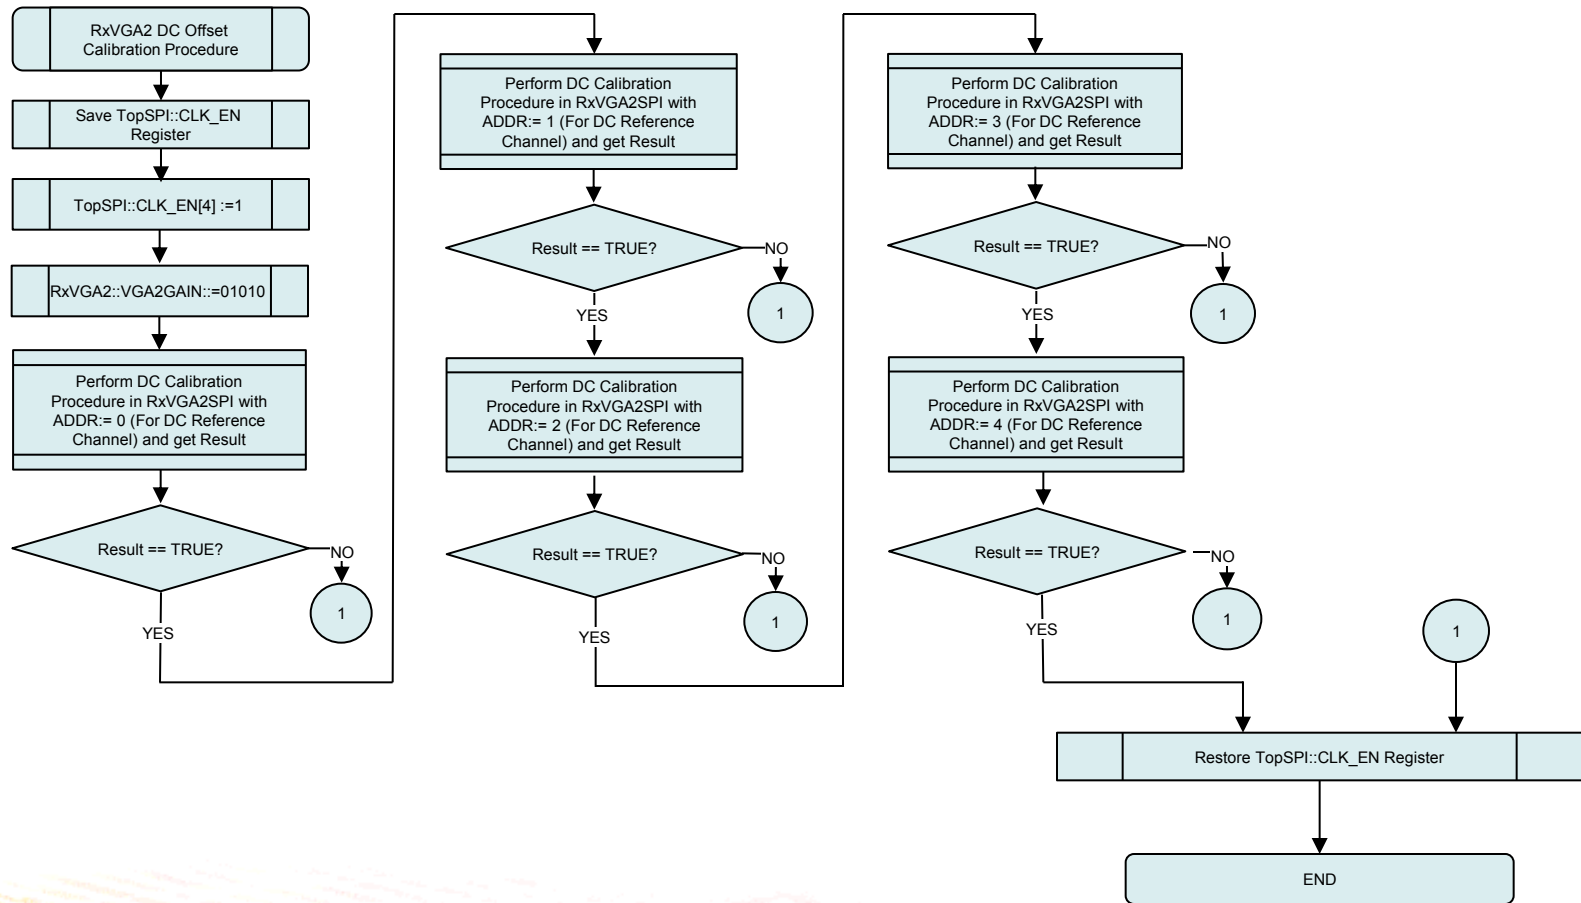 RxVGA2 DC Offset
Calibration Procedure
Save TopSPI::CLK_EN
Register
TopSPI::CLK_EN[4] :=1
RxVGA2::VGA2GAIN::=01010
Perform DC Calibration
Procedure in RxVGA2SPI with
ADDR:= 0 (For DC Reference
Channel) and get Result
Result == TRUE?
NO
1
YES
Perform DC Calibration
Procedure in RxVGA2SPI with
ADDR:= 1 (For DC Reference
Channel) and get Result
Result == TRUE?
NO
1
YES
Perform DC Calibration
Procedure in RxVGA2SPI with
ADDR:= 2 (For DC Reference
Channel) and get Result
Result == TRUE?
NO
1
YES
Perform DC Calibration
Procedure in RxVGA2SPI with
ADDR:= 3 (For DC Reference
Channel) and get Result
Result == TRUE?
NO
1
YES
Perform DC Calibration
Procedure in RxVGA2SPI with
ADDR:= 4 (For DC Reference
Channel) and get Result
Result == TRUE?
NO
1
YES
1
Restore TopSPI::CLK_EN Register
END